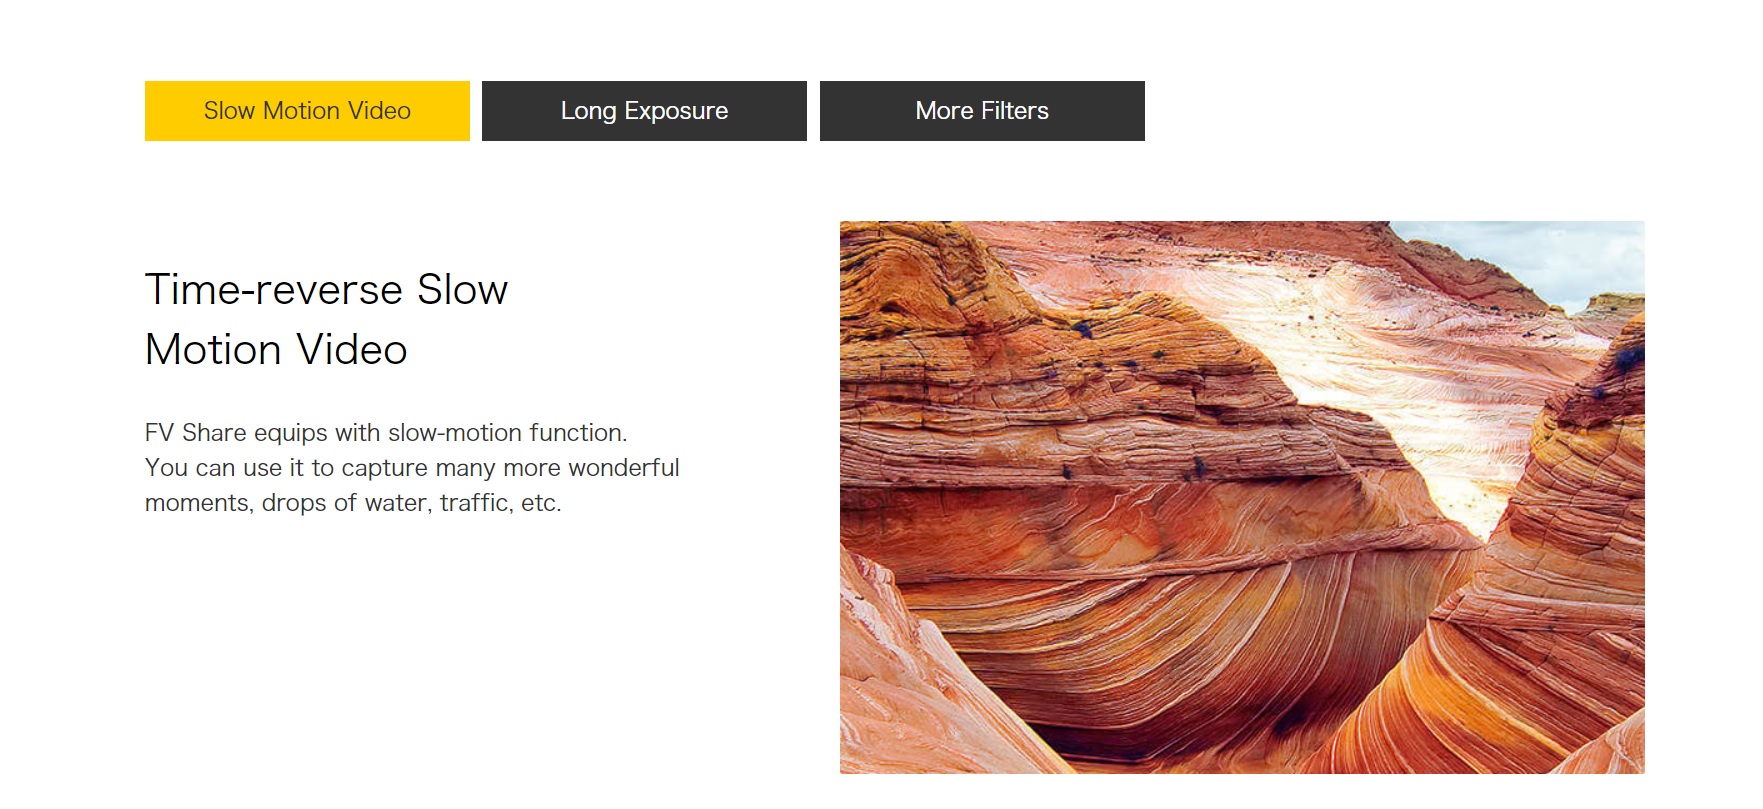 Slow Motion Video
Long Exposure
More Filters
Time-reverse Slow
Motion Video
FV Share equips with slow-motion function.
You can use it to capture many more wonderful
moments, drops of water, traffic, etc.